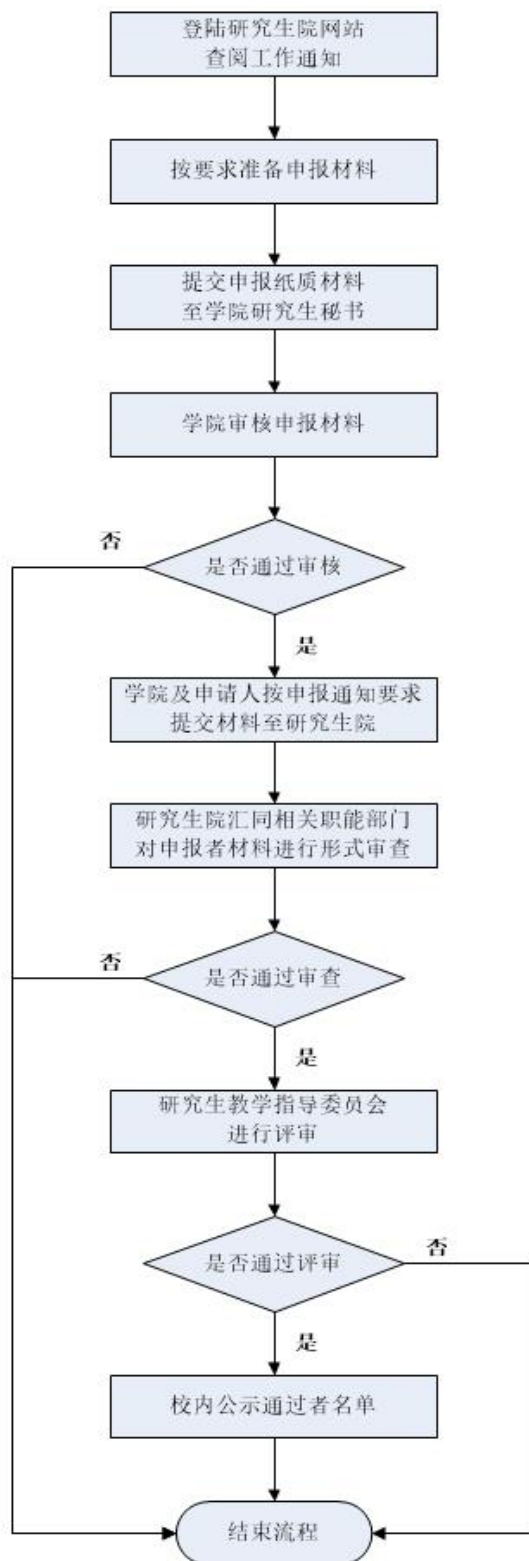 登陆研究生院网站
查阅工作通知
按要求准备申报材料
提交申报纸质材料
至学院研究生秘书
学院审核申报材料
否
是否通过审核
是
学院及申请人按申报通知要求
提交材料至研究生院
研究生院汇同相关职能部门
对申报者材料进行形式审查
否
是否通过审查
是
研究生教学指导委员会
进行评审
是否通过评审
否
是
校内公示通过者名单
结束流程